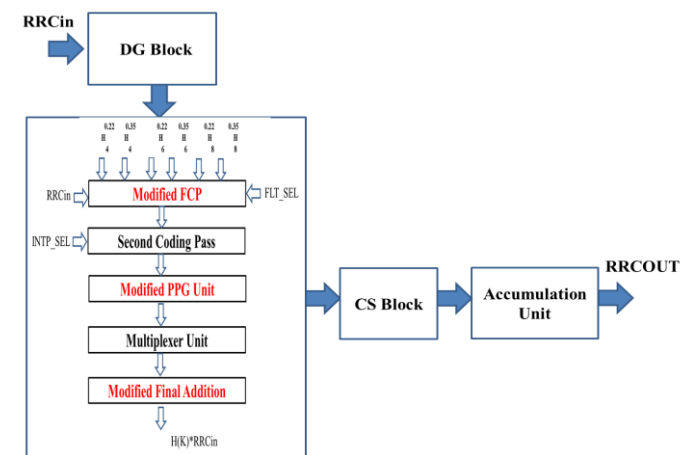 RRCin
DG Block
0.22 0.35 0.22 0.35 0.22 0.35
H H H H H H
4 4 6 6 8 8
RRCin
Modified FCP
FLT_SEL
INTP_SEL
Second Coding Pass
Modified PPG Unit
Multiplexer Unit
Modified Final Addition
H(K)*RRCin
CS Block
Accumulation
Unit
RRCOUT